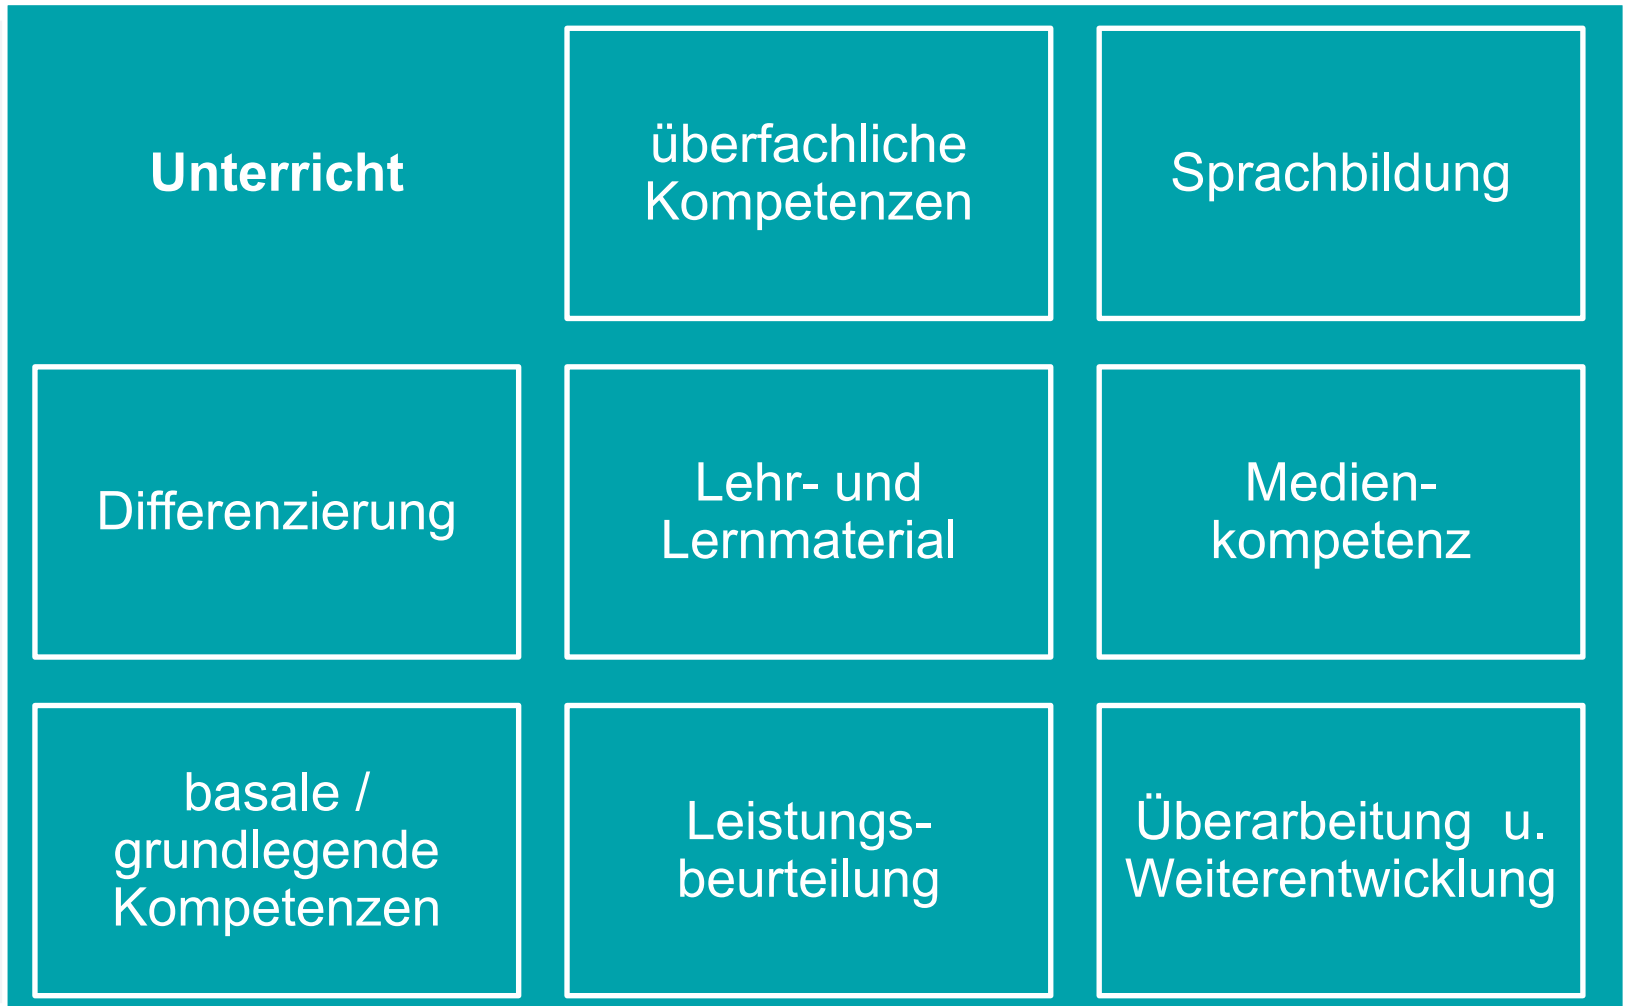 Unterricht
überfachliche
Kompetenzen
Sprachbildung
Differenzierung
Lehr- und
Lernmaterial
Medien-
kompetenz
basale /
grundlegende
Kompetenzen
Leistungs-
beurteilung
Überarbeitung  u.
Weiterentwicklung